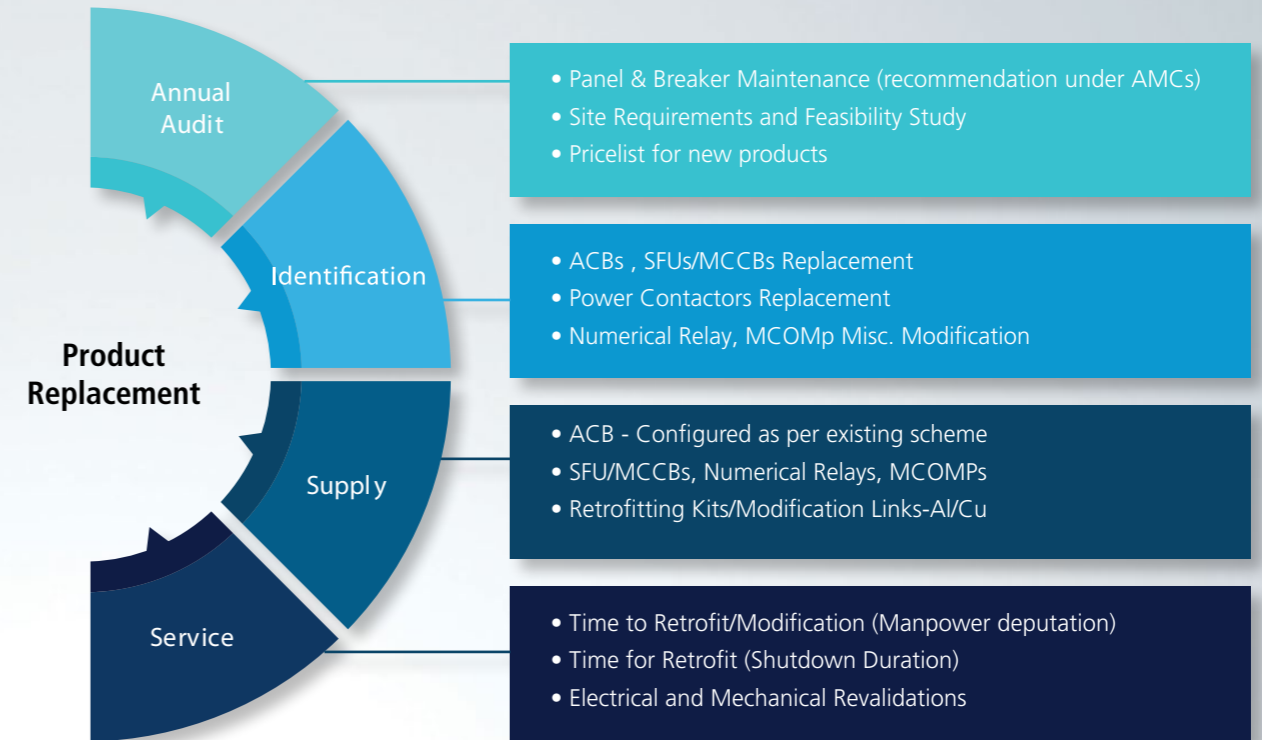 Product
Replacement
Annual
Audit
• Panel & Breaker Maintenance (recommendation under AMCs)
• Site Requirements and Feasibility Study
• Pricelist for new products
Identification
• ACBs , SFUs/MCCBs Replacement
• Power Contactors Replacement
• Numerical Relay, MCOMp Misc. Modification
Supply
• ACB - Configured as per existing scheme
• SFU/MCCBs, Numerical Relays, MCOMPs
• Retrofitting Kits/Modification Links-Al/Cu
Service
• Time to Retrofit/Modification (Manpower deputation)
• Time for Retrofit (Shutdown Duration)
• Electrical and Mechanical Revalidations